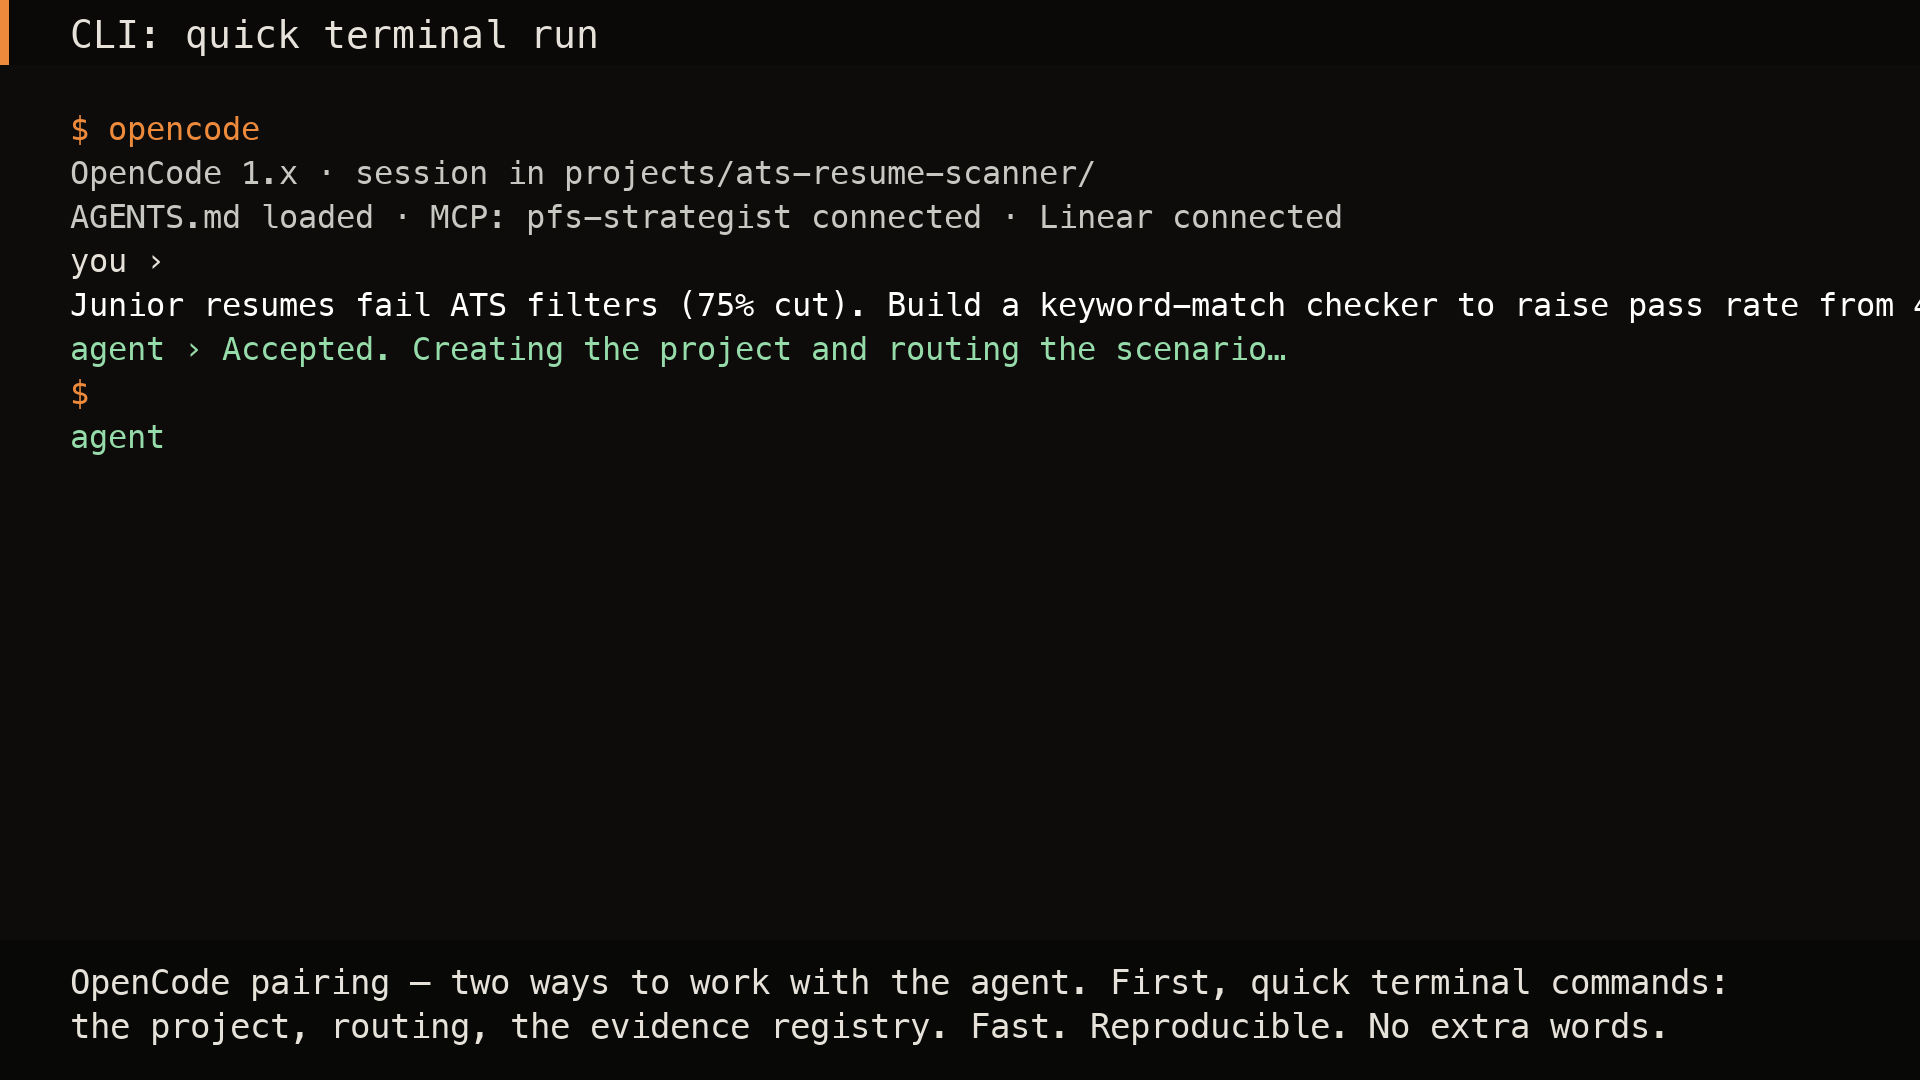 CLI: quick terminal run
$ opencode
OpenCode 1.x · session in projects/ats-resume-scanner/
AGENTS.md loaded · MCP: pfs-strategist connected · Linear connected
you ›
Junior resumes fail ATS filters (75% cut). Build a keyword-match checker to raise pass rate from
agent › Accepted. Creating the project and routing the scenario…
$
agent
OpenCode pairing — two ways to work with the agent. First, quick terminal commands:
the project, routing, the evidence registry. Fast. Reproducible. No extra words.